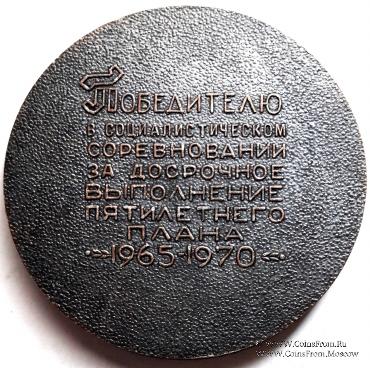 ПОБЕДИТЕЛЮ
В СОЦИАЛИСТИЧЕСКОМ
СОРЕВНОВАНИИ
ЗА ДОСРОЧНОЕ
ВЫПОЛНЕНИЕ
ПЯТИЛЕТНЕГО
ПЛАНА
1965-1970
www.CoinsFrom.Ru
© www.CoinsFrom.Moscow